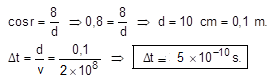 cos r = 8/d ⇒ 0,8 = 8/d ⇒ d = 10 cm = 0,1 m.
Δt = d/v = 0,1/2×10⁸ ⇒ Δt = 5 ×10⁻¹⁰ s.